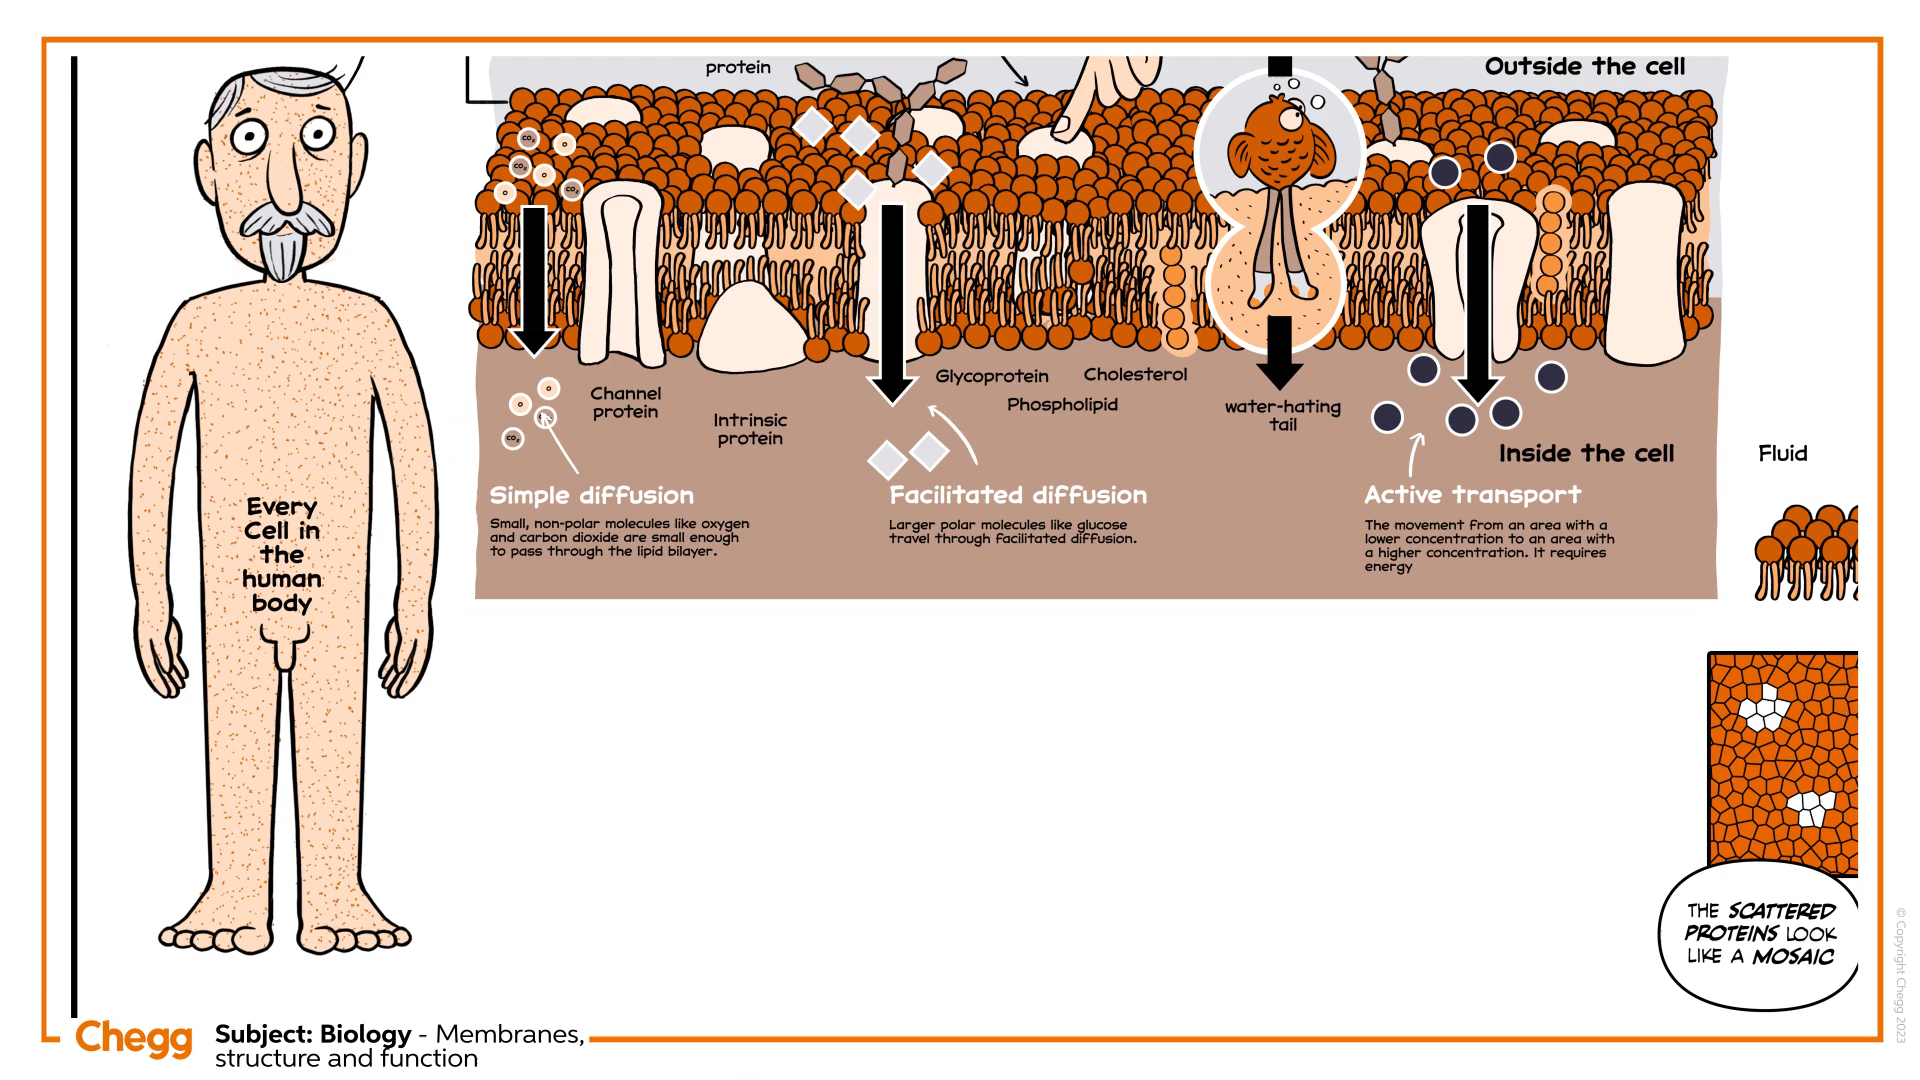 protein
Outside the cell
CO₂
CO₂
CO₂
Channel
protein
Intrinsic
protein
Glycoprotein
Cholesterol
Phospholipid
water-hating
tail
Inside the cell
Fluid
CO₂
Simple diffusion
Small, non-polar molecules like oxygen
and carbon dioxide are small enough
to pass through the lipid bilayer.
Facilitated diffusion
Larger polar molecules like glucose
travel through facilitated diffusion.
Active transport
The movement from an area with a
lower concentration to an area with
a higher concentration. It requires
energy
Every
Cell in
the
human
body
THE SCATTERED
PROTEINS LOOK
LIKE A MOSAIC
Chegg
Subject: Biology - Membranes,
structure and function
© Copyright Chegg 2023